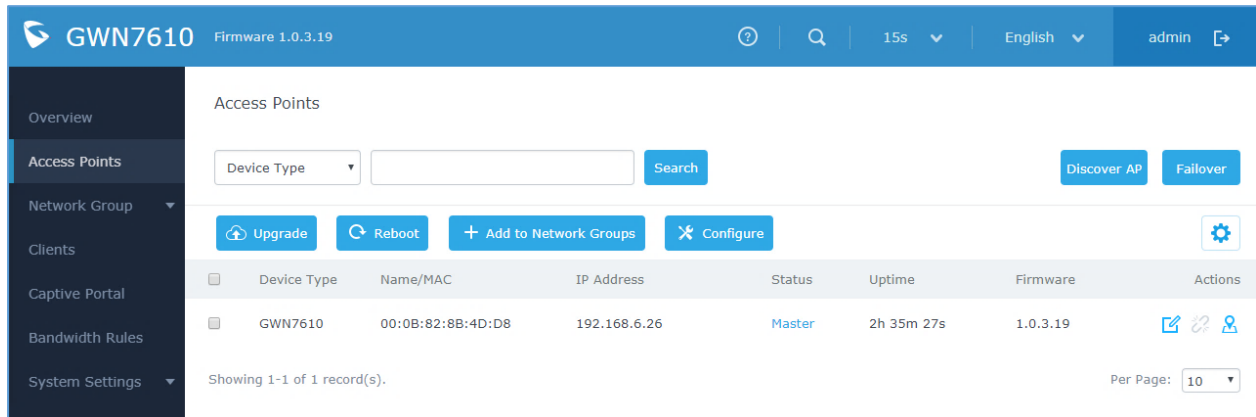 GWN7610 Firmware 1.0.3.19 15s English admin
Overview
Access Points
Network Group
Clients
Captive Portal
Bandwidth Rules
System Settings
Access Points
Device Type Search Discover AP Failover
Upgrade Reboot Add to Network Groups Configure
Device Type Name/MAC IP Address Status Uptime Firmware Actions
GWN7610 00:0B:82:8B:4D:D8 192.168.6.26 Master 2h 35m 27s 1.0.3.19
Showing 1-1 of 1 record(s). Per Page: 10